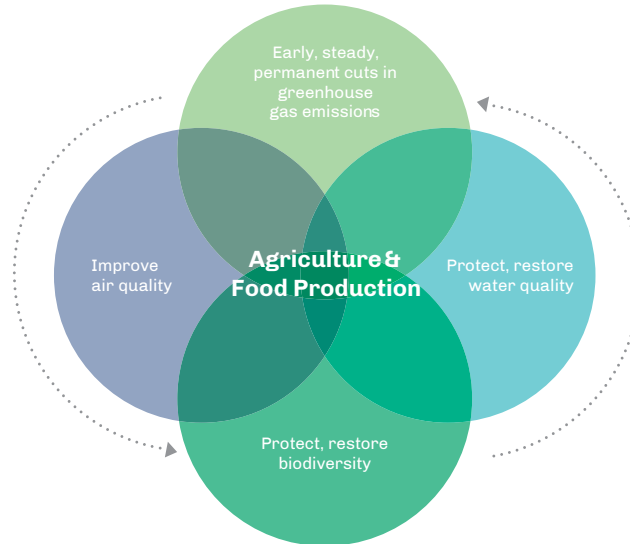 Early, steady,
permanent cuts in
greenhouse
gas emissions
Improve
air quality
Agriculture &
Food Production
Protect, restore
water quality
Protect, restore
biodiversity